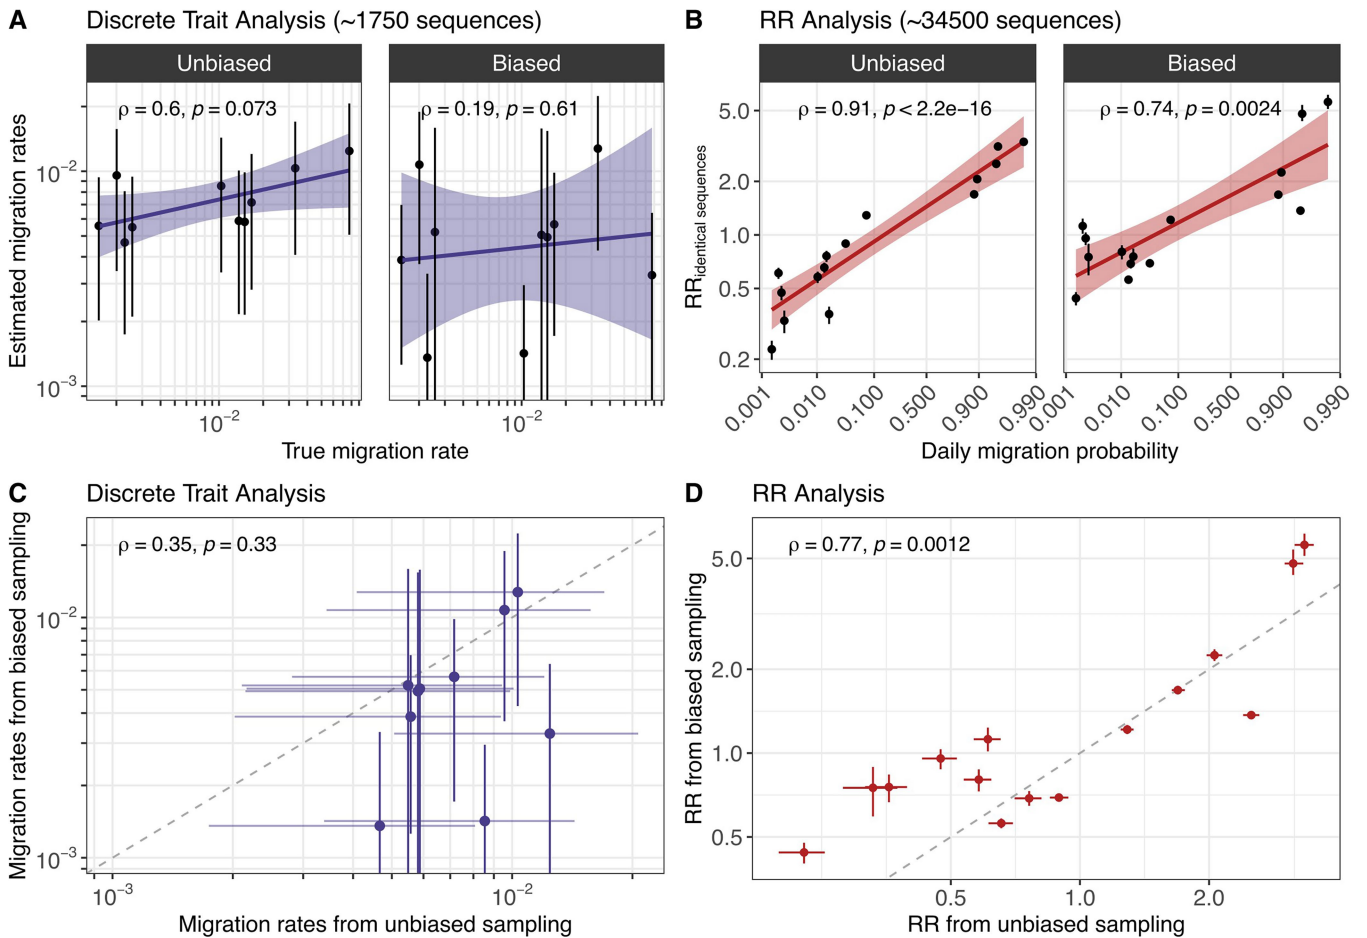 A Discrete Trait Analysis (~1750 sequences)
Unbiased
Biased
ρ = 0.6, p = 0.073
ρ = 0.19, p = 0.61
Estimated migration rates
10−2
10−3
10−2
10−2
True migration rate
B RR Analysis (~34500 sequences)
Unbiased
Biased
ρ = 0.91, p < 2.2e−16
ρ = 0.74, p = 0.0024
RRidentical sequences
5.0
2.0
1.0
0.5
0.2
0.001 0.010 0.100 0.500 0.900 0.990
0.001 0.010 0.100 0.500 0.900 0.990
Daily migration probability
C Discrete Trait Analysis
ρ = 0.35, p = 0.33
Migration rates from biased sampling
10−2
10−3
10−3 10−2
Migration rates from unbiased sampling
D RR Analysis
ρ = 0.77, p = 0.0012
RR from biased sampling
5.0
2.0
1.0
0.5
0.5 1.0 2.0
RR from unbiased sampling